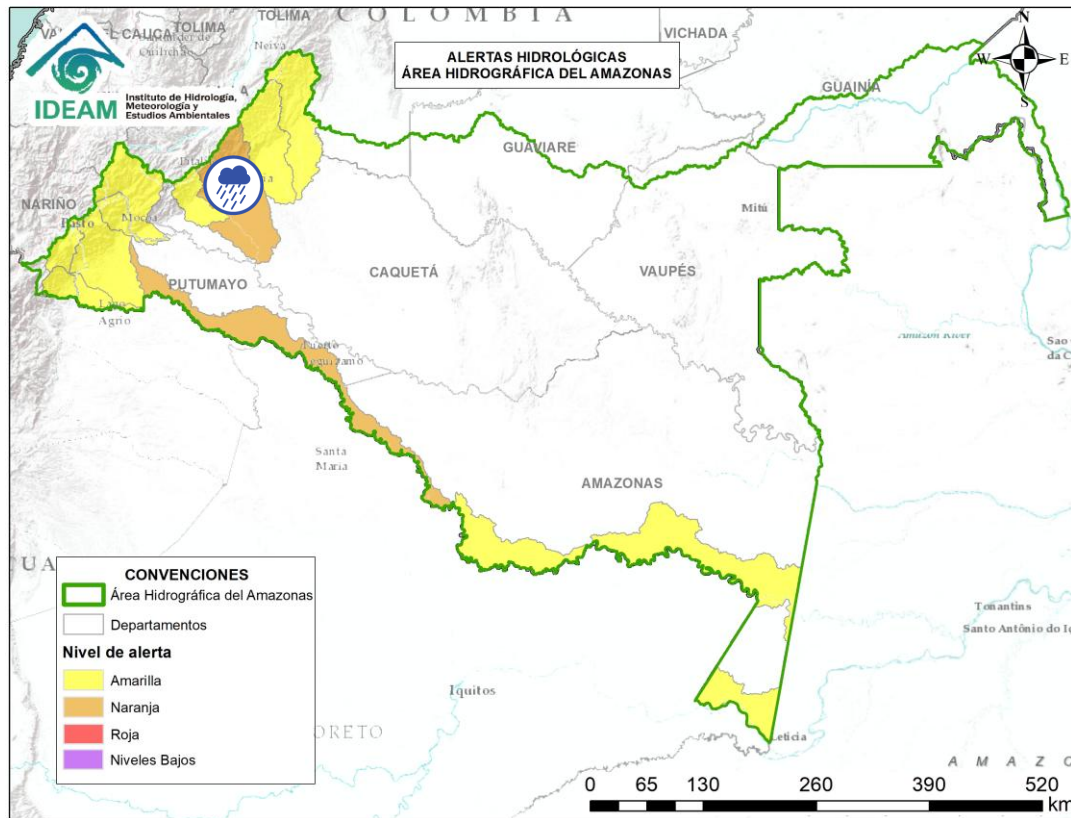 COLOMBIA
TOLIMA
TOLIMA
CAUCA
Neiva
VICHADA
ALERTAS HIDROLÓGICAS
ÁREA HIDROGRÁFICA DEL AMAZONAS
N
W
E
S
IDEAM
Instituto de Hidrología,
Meteorología y
Estudios Ambientales
GUAINÍA
GUAVIARE
NARIÑO
Pasto
Mocoa
Mitú
CAQUETÁ
VAUPÉS
PUTUMAYO
Lago
Agrio
Puerto
Leguizamo
Amazon River
Santa
Maria
AMAZONAS
CONVENCIONES
Área Hidrográfica del Amazonas
Departamentos
Nivel de alerta
Amarilla
Naranja
Roja
Niveles Bajos
Tonantins
Santo Antônio do
Iquitos
Leticia
0 65 130 260 390 520
km